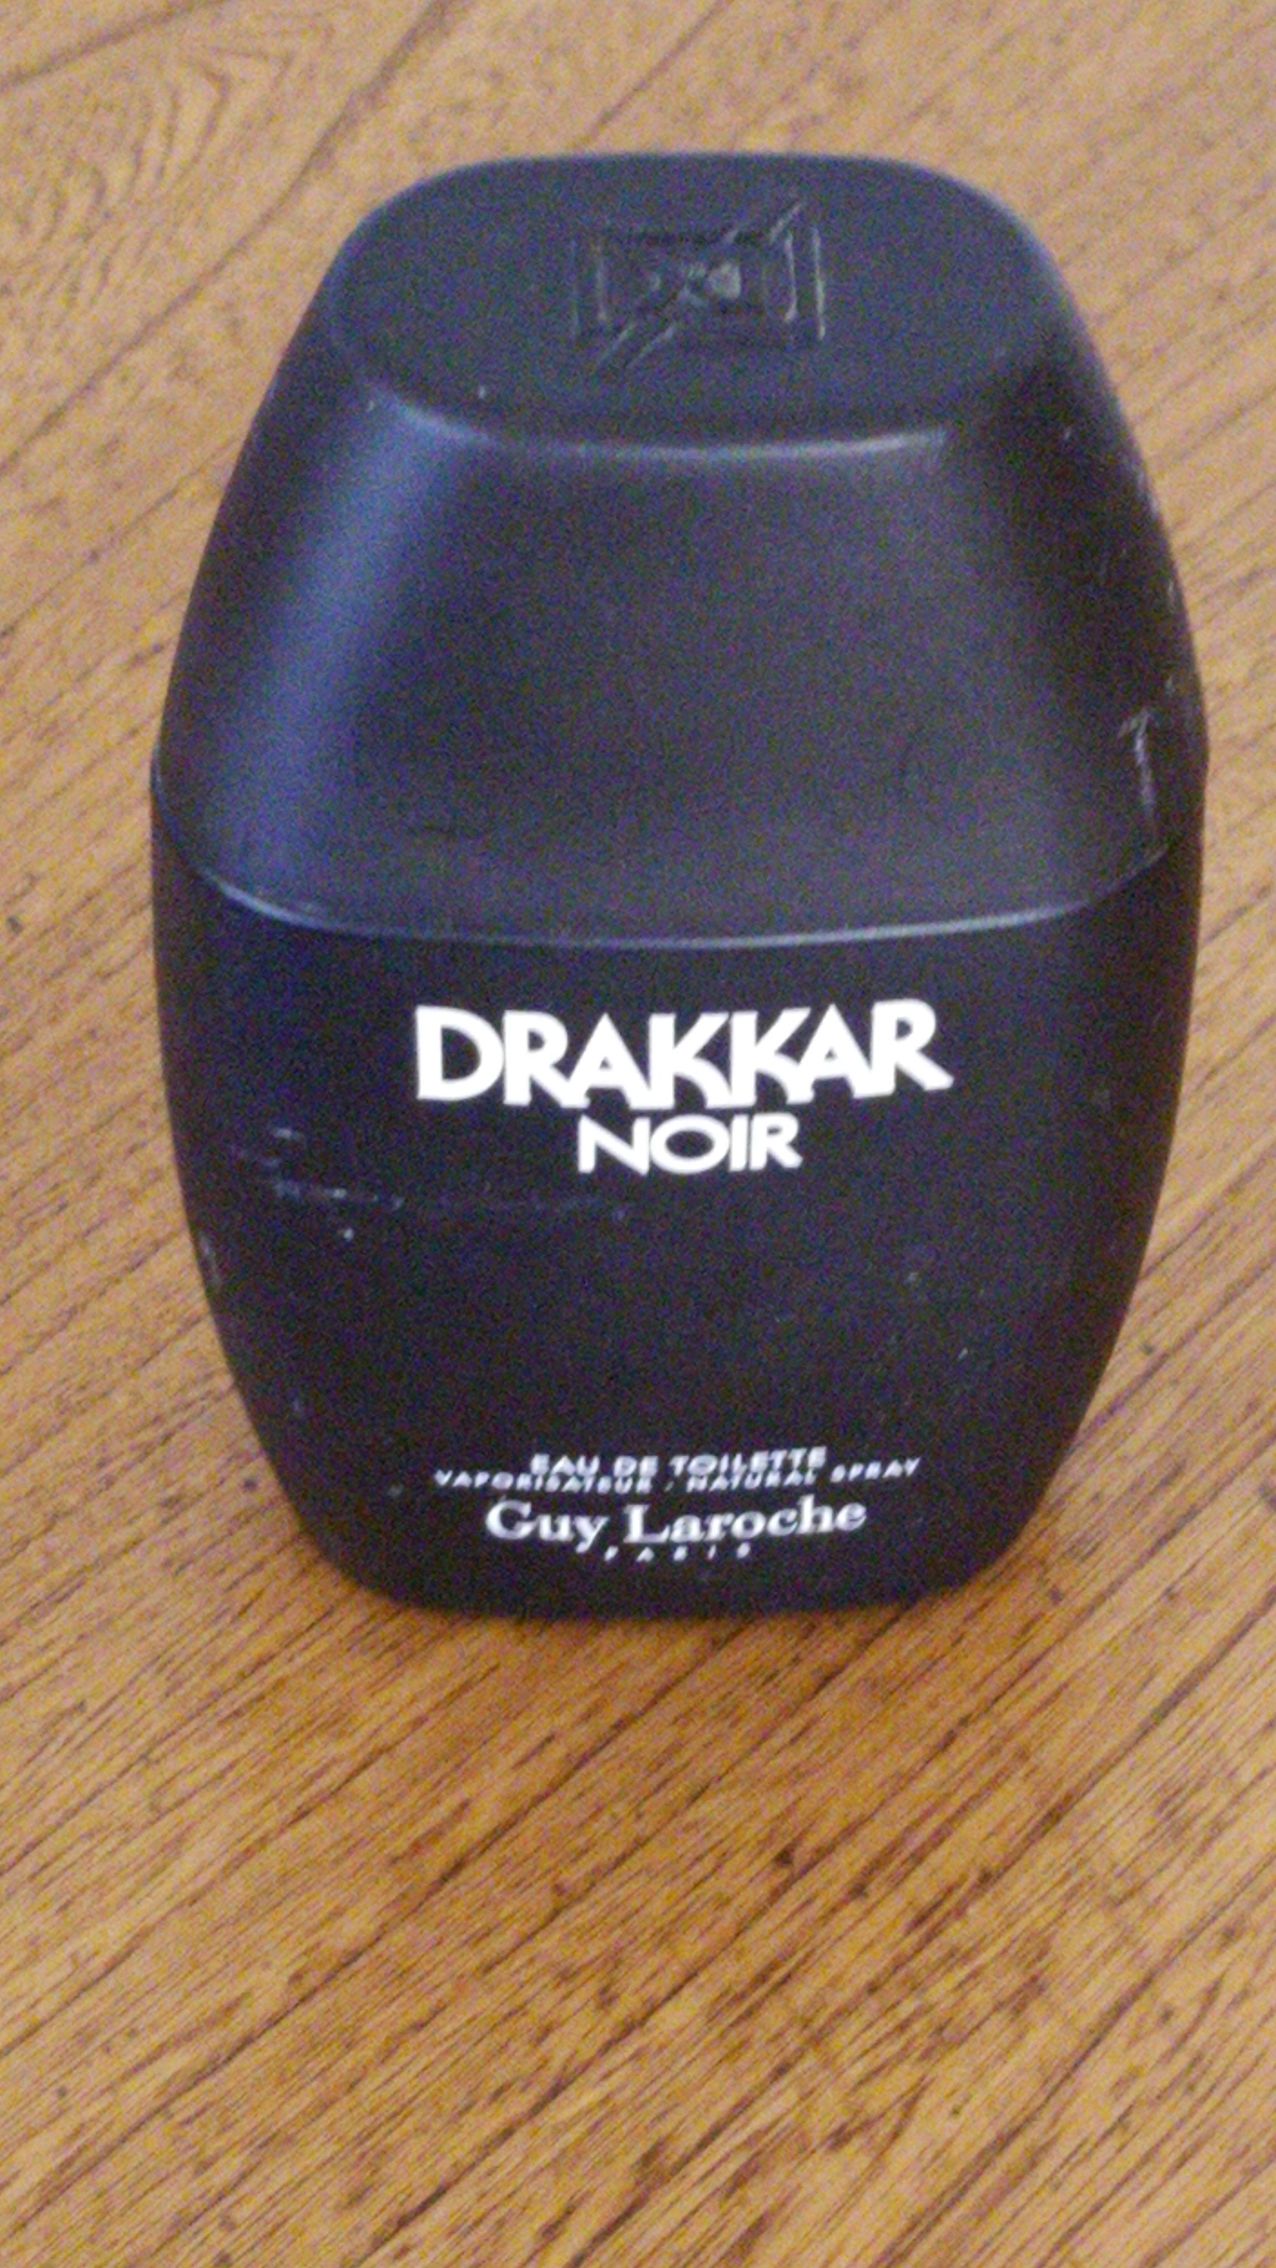 DRAKKAR
NOIR
EAU DE TOILETTE
VAPORISATEUR · NATURAL SPRAY
Guy Laroche
PARIS